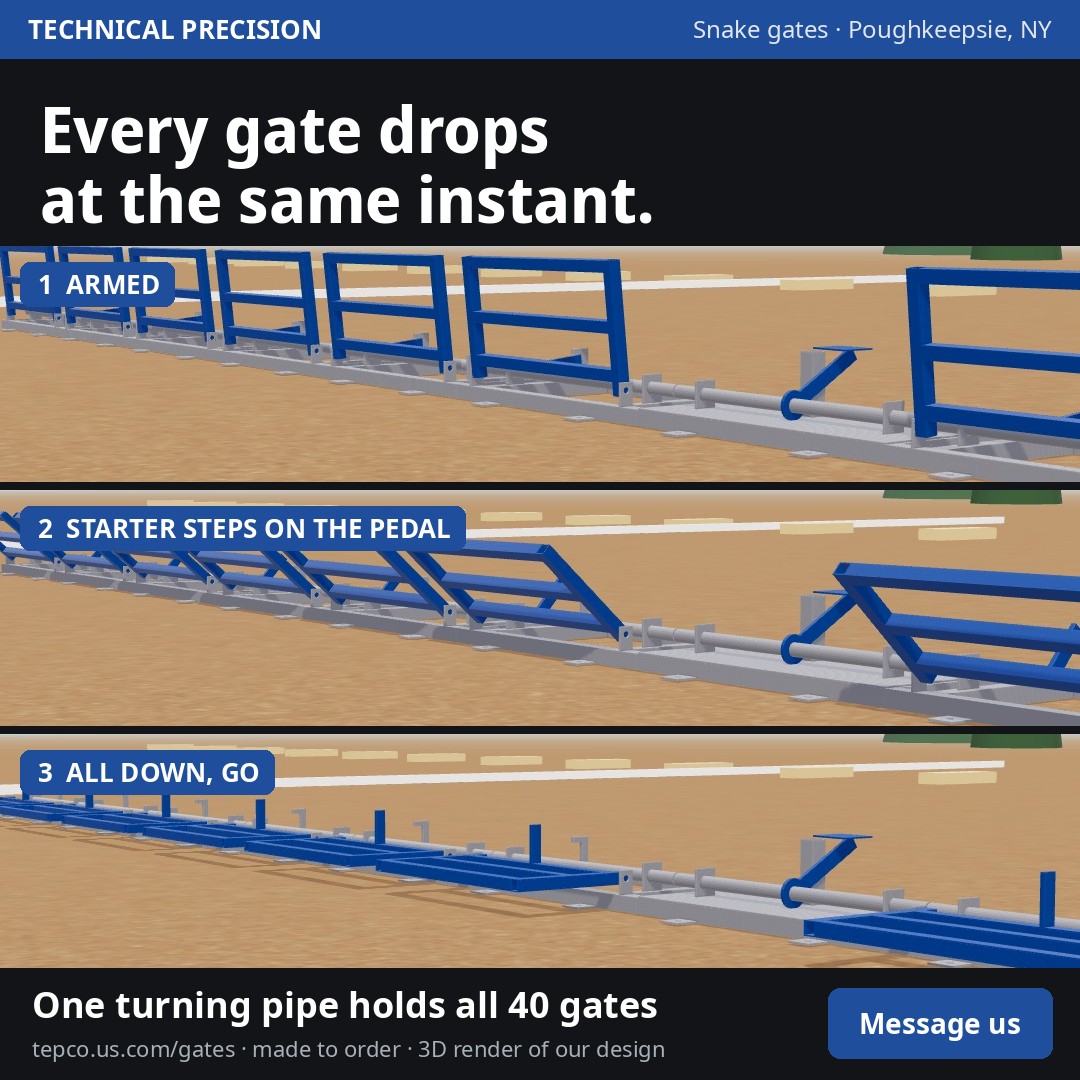 TECHNICAL PRECISION
Snake gates · Poughkeepsie, NY
Every gate drops
at the same instant.
1 ARMED
2 STARTER STEPS ON THE PEDAL
3 ALL DOWN, GO
One turning pipe holds all 40 gates
tepco.us.com/gates · made to order · 3D render of our design
Message us